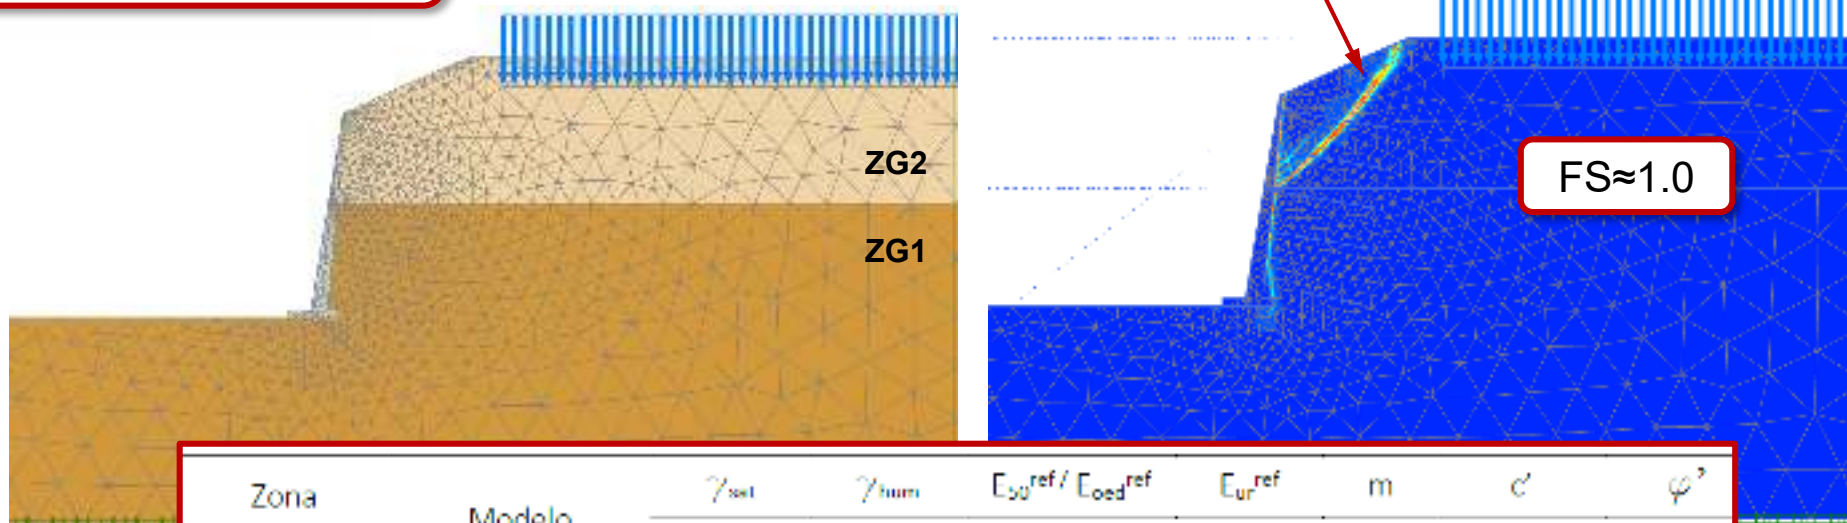 ZG2
ZG1
FS≈1.0
Zona
Modelo
γsat
γhum
E50ref / Eoedref
Eurref
m
c'
φ'